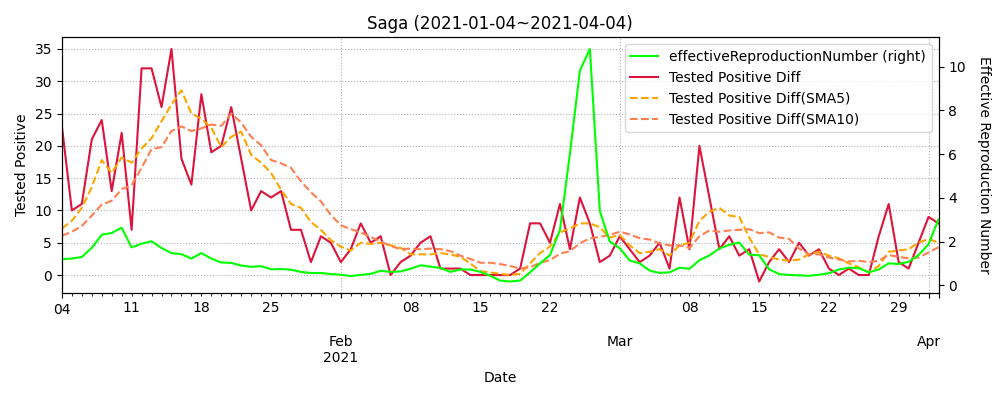 Saga (2021-01-04~2021-04-04)
Tested Positive
35
30
25
20
15
10
5
0
effectiveReproductionNumber (right)
Tested Positive Diff
Tested Positive Diff(SMA5)
Tested Positive Diff(SMA10)
10
8
6
4
2
0
Effective Reproduction Number
04 11 18 25 08 15 22 08 15 22 29
Feb Mar Apr
2021
Date